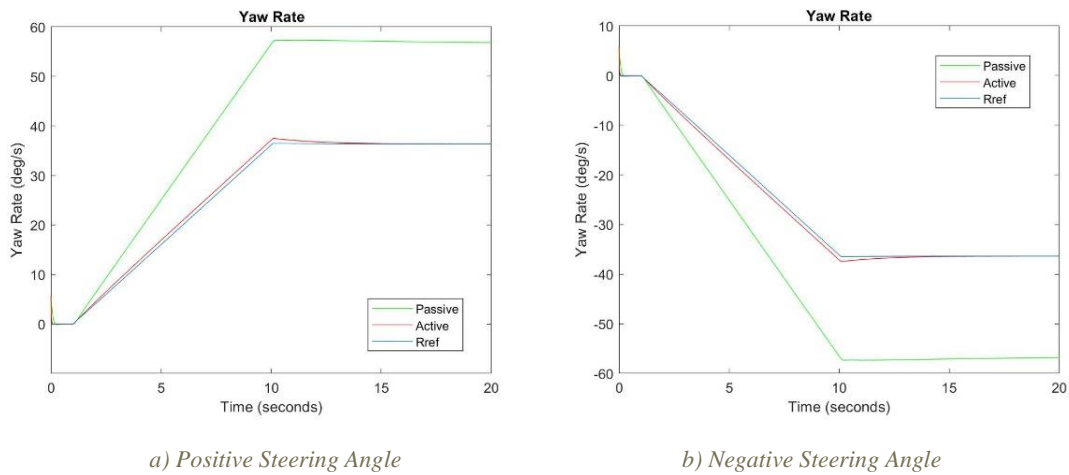 Yaw Rate
60
50
40
30
20
10
0
Yaw Rate (deg/s)
Passive
Active
Rref
0 5 10 15 20
Time (seconds)
a) Positive Steering Angle
Yaw Rate
10
0
-10
-20
-30
-40
-50
-60
Yaw Rate (deg/s)
Passive
Active
Rref
0 5 10 15 20
Time (seconds)
b) Negative Steering Angle